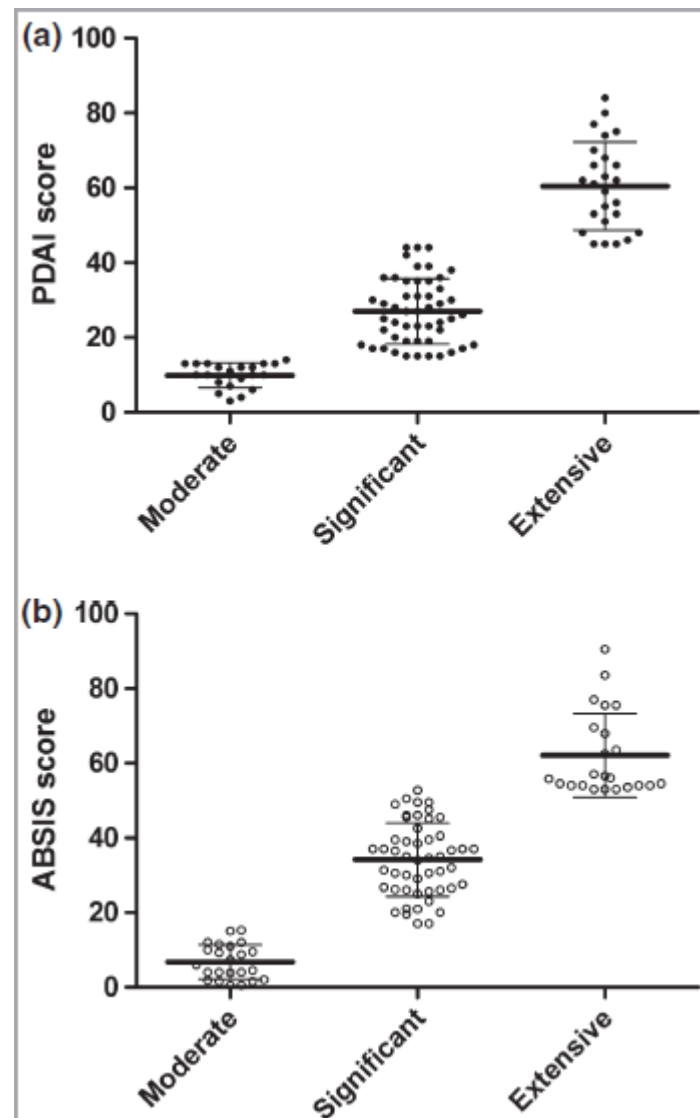 (a)
100
80
60
40
20
0
PDAI score
Moderate
Significant
Extensive
(b)
100
80
60
40
20
0
ABSIS score
Moderate
Significant
Extensive